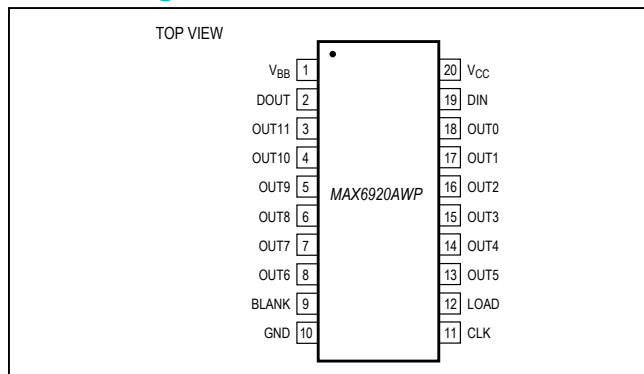 TOP VIEW
VBB 1
DOUT 2
OUT11 3
OUT10 4
OUT9 5
OUT8 6
OUT7 7
OUT6 8
BLANK 9
GND 10
MAX6920AWP
20 VCC
19 DIN
18 OUT0
17 OUT1
16 OUT2
15 OUT3
14 OUT4
13 OUT5
12 LOAD
11 CLK